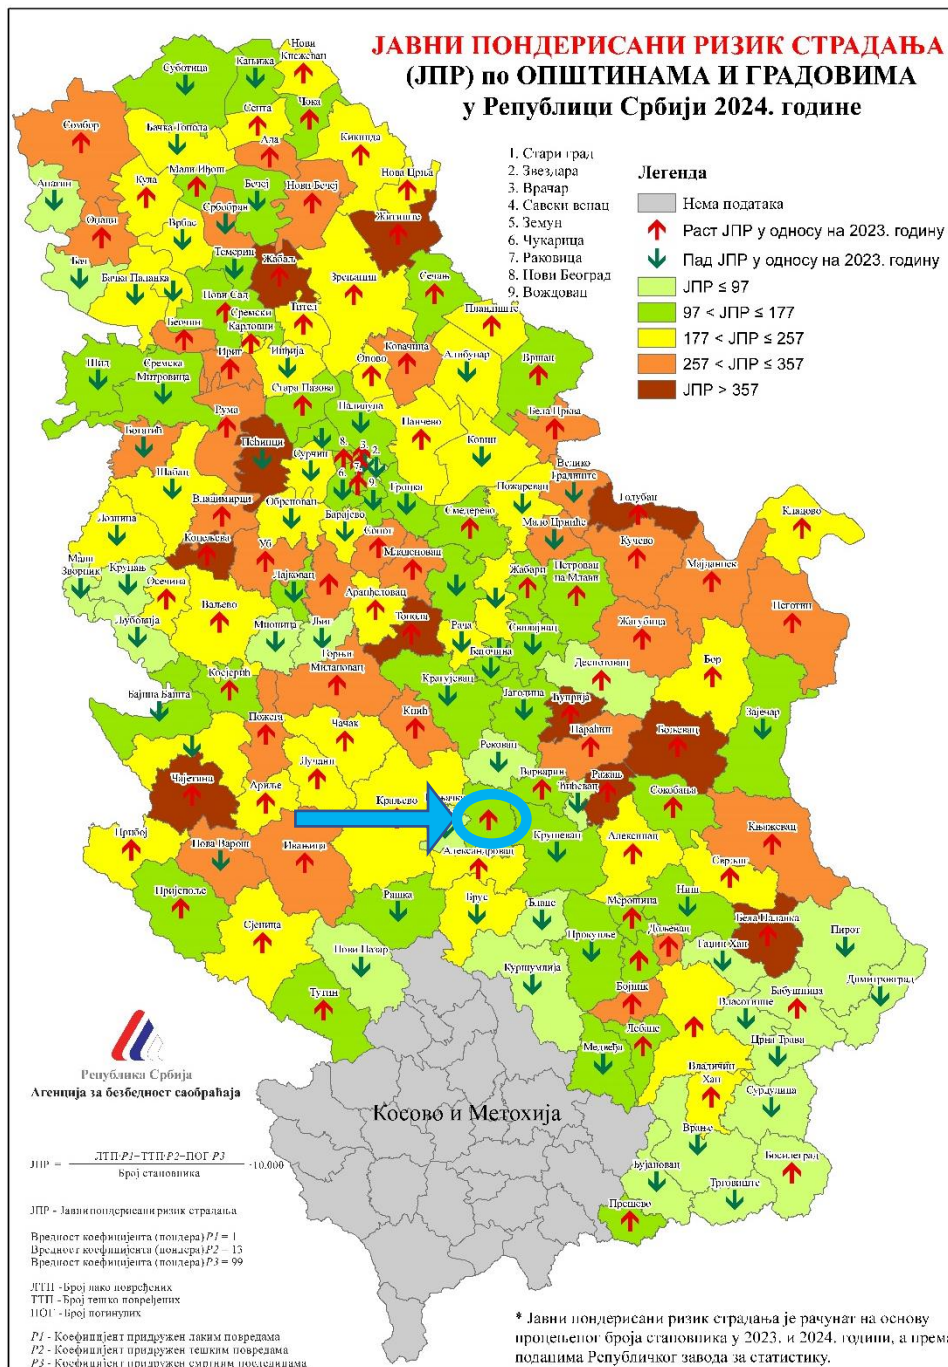 ЈАВНИ ПОНДЕРИСАНИ РИЗИК СТРАДАЊА
(ЈПР) по ОПШТИНАМА И ГРАДОВИМА
у Републици Србији 2024. године
1. Стари град
2. Звездара
3. Врачар
4. Савски венац
5. Земун
6. Чукарица
7. Раковица
8. Нови Београд
9. Вождовац
Легенда
Нема података
Раст ЈПР у односу на 2023. годину
Пад ЈПР у односу на 2023. годину
ЈПР ≤ 97
97 < ЈПР ≤ 177
177 < ЈПР ≤ 257
257 < ЈПР ≤ 357
ЈПР > 357
Суботица
Кањижа
Нови
Кнежевац
Сомбор
Бачка Топола
Сента
Чока
Ада
Кикинда
Апатин
Кула
Мали Иђош
Бечеј
Нови Бечеј
Нова Црња
Оџаци
Врбас
Србобран
Житиште
Бач
Бачка Паланка
Темерин
Жабаљ
Зрењанин
Сечањ
Нови Сад
Сремски
Карловци
Тител
Пландиште
Беочин
Ириг
Инђија
Опово
Ковачица
Алибунар
Вршац
Шид
Сремска
Митровица
Стара Пазова
Рума
Палилула
Панчево
Бела Црква
Богатић
Пећинци
Сурчин
8.
3.
2.
7.
6.
9
Гроцка
Ковин
Велико
Градиште
Шабац
Владимирци
Обреновац
Барајево
Смедерево
Пожаревац
Голубац
Кладово
Лозница
Коцељева
Уб
Сопот
Младеновац
Мало Црниће
Кучево
Мајданпек
Мали
Зворник
Крупањ
Осечина
Лајковац
Аранђеловац
Жабари
Петровац
на Млави
Неготин
Љубовија
Ваљево
Мионица
Љиг
Топола
Рача
Свилајнац
Жагубица
Горњи
Милановац
Баточина
Деспотовац
Бор
Бајина Башта
Косјерић
Крагујевац
Јагодина
Ћуприја
Зајечар
Пожега
Чачак
Кнић
Параћин
Бољевац
Чајетина
Ариље
Лучани
Рековац
Варварин
Ћићевац
Ражањ
Сокобања
Краљево
Прибој
Нова Варош
Ивањица
Александровац
Крушевац
Алексинац
Сврљиг
Књажевац
Пријепоље
Рашка
Брус
Блаце
Мерошина
Ниш
Бела Паланка
Пирот
Сјеница
Нови Пазар
Прокупље
Дољевац
Гаџин Хан
Куршумлија
Димитровград
Тутин
Бојник
Бабушница
Власотинце
Лебане
Медвеђа
Црна Трава
Владичин
Хан
Сурдулица
Врање
Босилеград
Бујановац
Трговиште
Прешево
Косово и Метохија
Република Србија
Агенција за безбедност саобраћаја
ЈПР = ЛТП·P1+ТТП·P2+ПОГ·P3 / Број становника · 10.000
ЈПР - Јавни пондерисани ризик страдања
Вредност коефицијента (пондера) P1 = 1
Вредност коефицијента (пондера) P2 = 13
Вредност коефицијента (пондера) P3 = 99
ЛТП - Број лако повређених
ТТП - Број тешко повређених
ПОГ - Број погинулих
P1 - Коефицијент придружен лаким повредама
P2 - Коефицијент придружен тешким повредама
P3 - Коефицијент придружен смртним последицама
* Јавни пондерисани ризик страдања је рачунат на основу
процењеног броја становника у 2023. и 2024. години, а према
подацима Републичког завода за статистику.